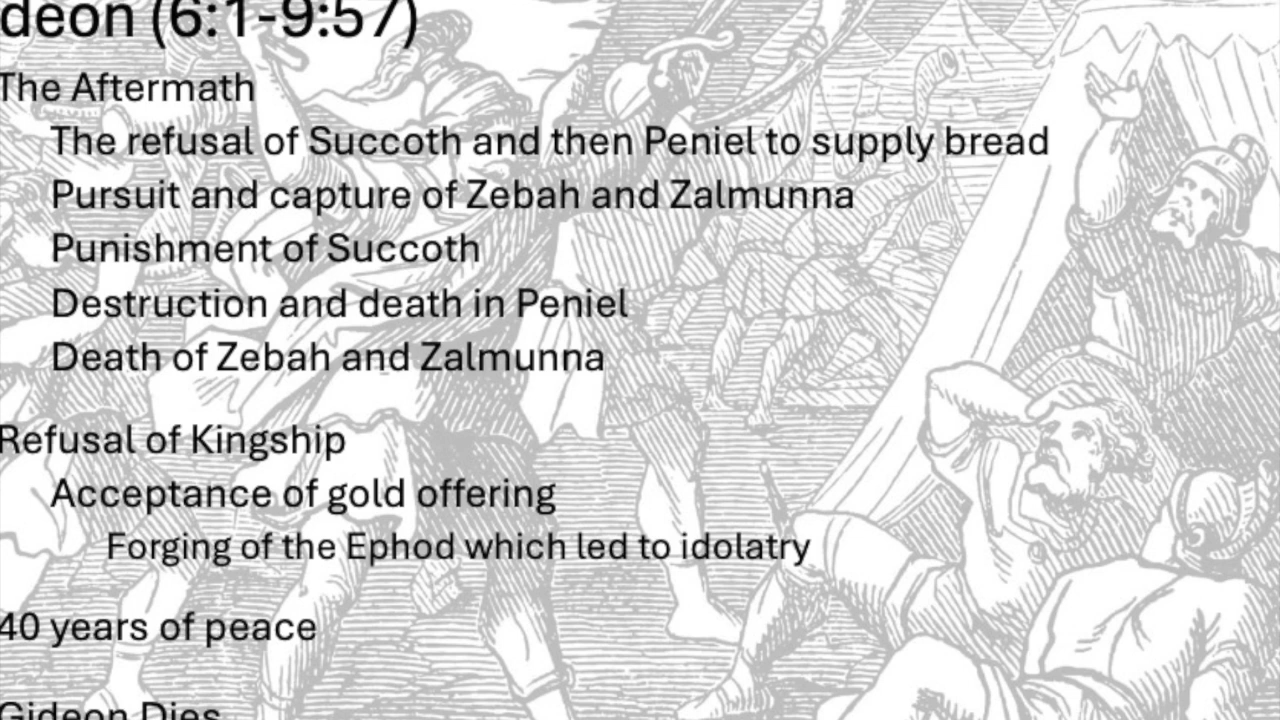 deon (6:1-9:57)
The Aftermath
The refusal of Succoth and then Peniel to supply bread
Pursuit and capture of Zebah and Zalmunna
Punishment of Succoth
Destruction and death in Peniel
Death of Zebah and Zalmunna
Refusal of Kingship
Acceptance of gold offering
Forging of the Ephod which led to idolatry
40 years of peace
Gideon Dies